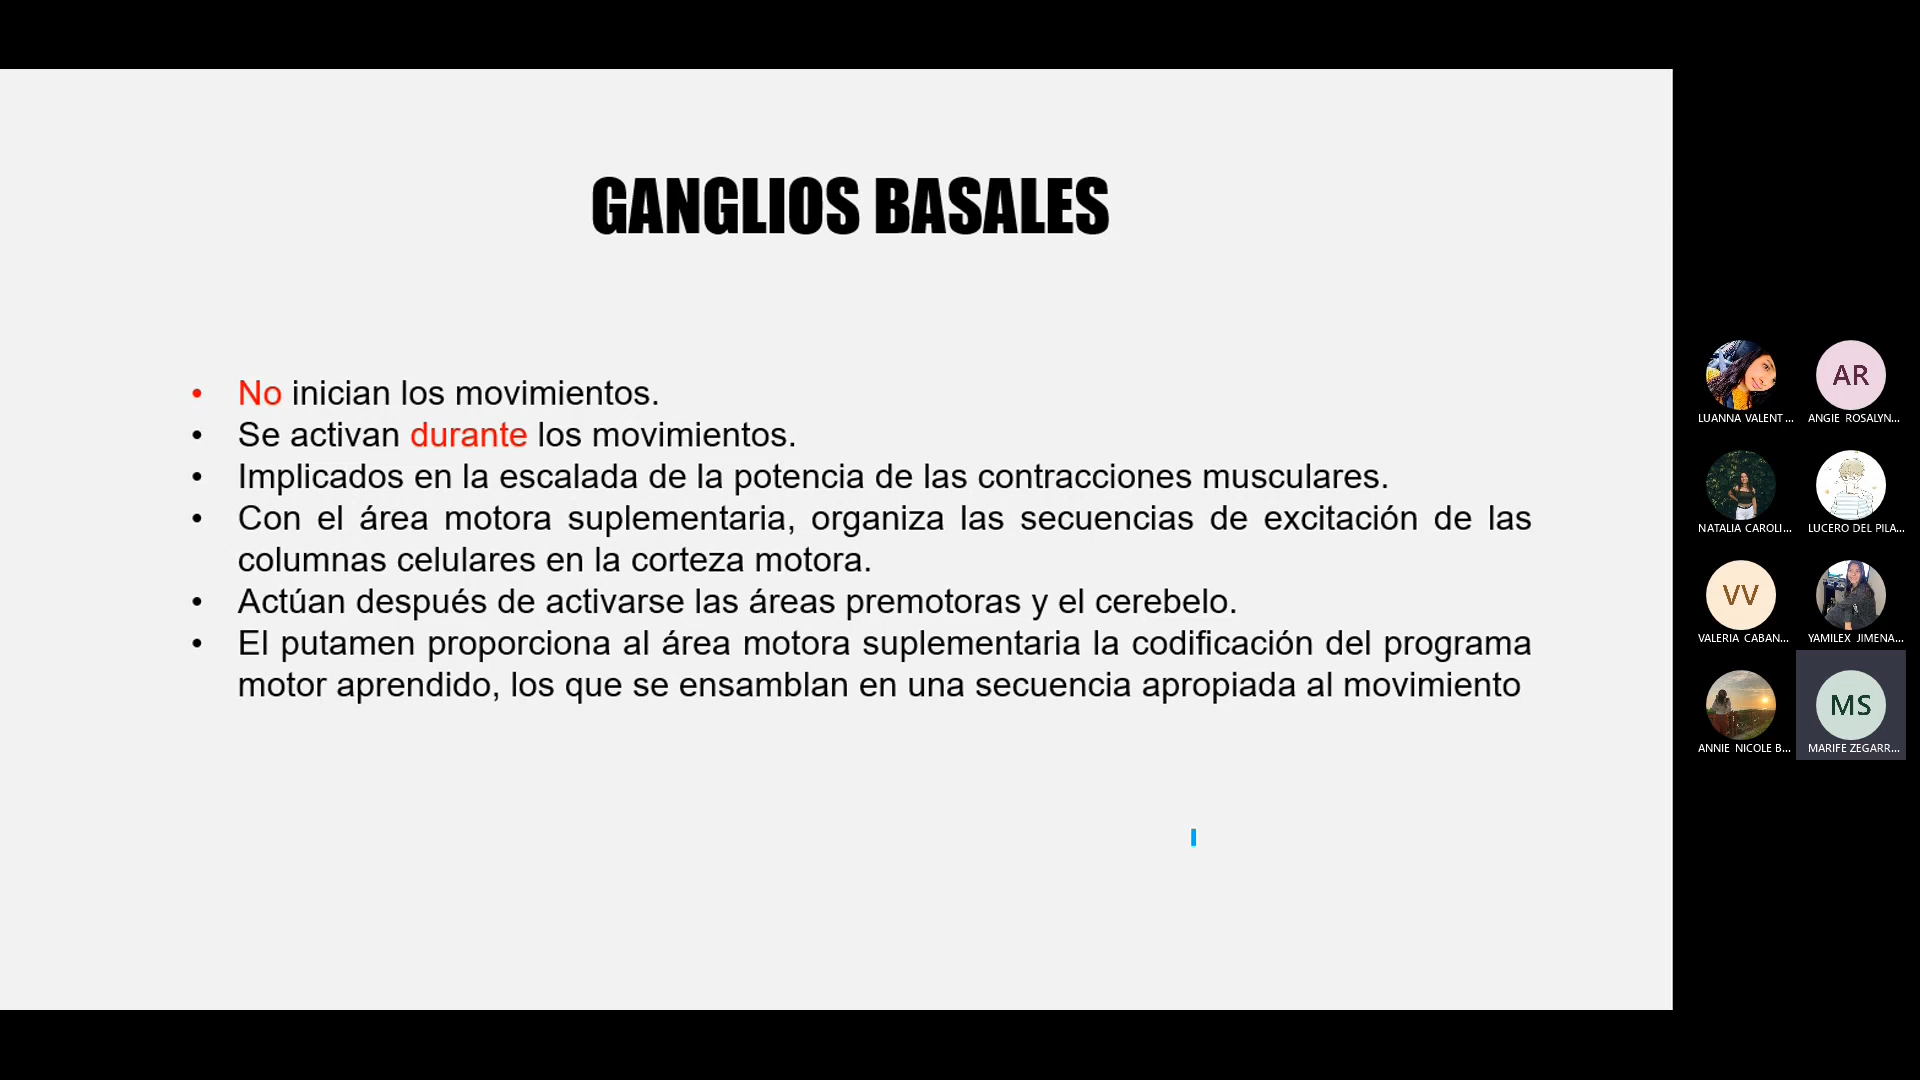 GANGLIOS BASALES
• No inician los movimientos.
• Se activan durante los movimientos.
• Implicados en la escalada de la potencia de las contracciones musculares.
• Con el área motora suplementaria, organiza las secuencias de excitación de las
columnas celulares en la corteza motora.
• Actúan después de activarse las áreas premotoras y el cerebelo.
• El putamen proporciona al área motora suplementaria la codificación del programa
motor aprendido, los que se ensamblan en una secuencia apropiada al movimiento
LUANNA VALENT...
AR
ANGIE ROSALYN...
NATALIA CAROLI...
LUCERO DEL PILA...
VV
VALERIA CABAN...
YAMILEX JIMENA...
ANNIE NICOLE B...
MS
MARIFE ZEGARR...